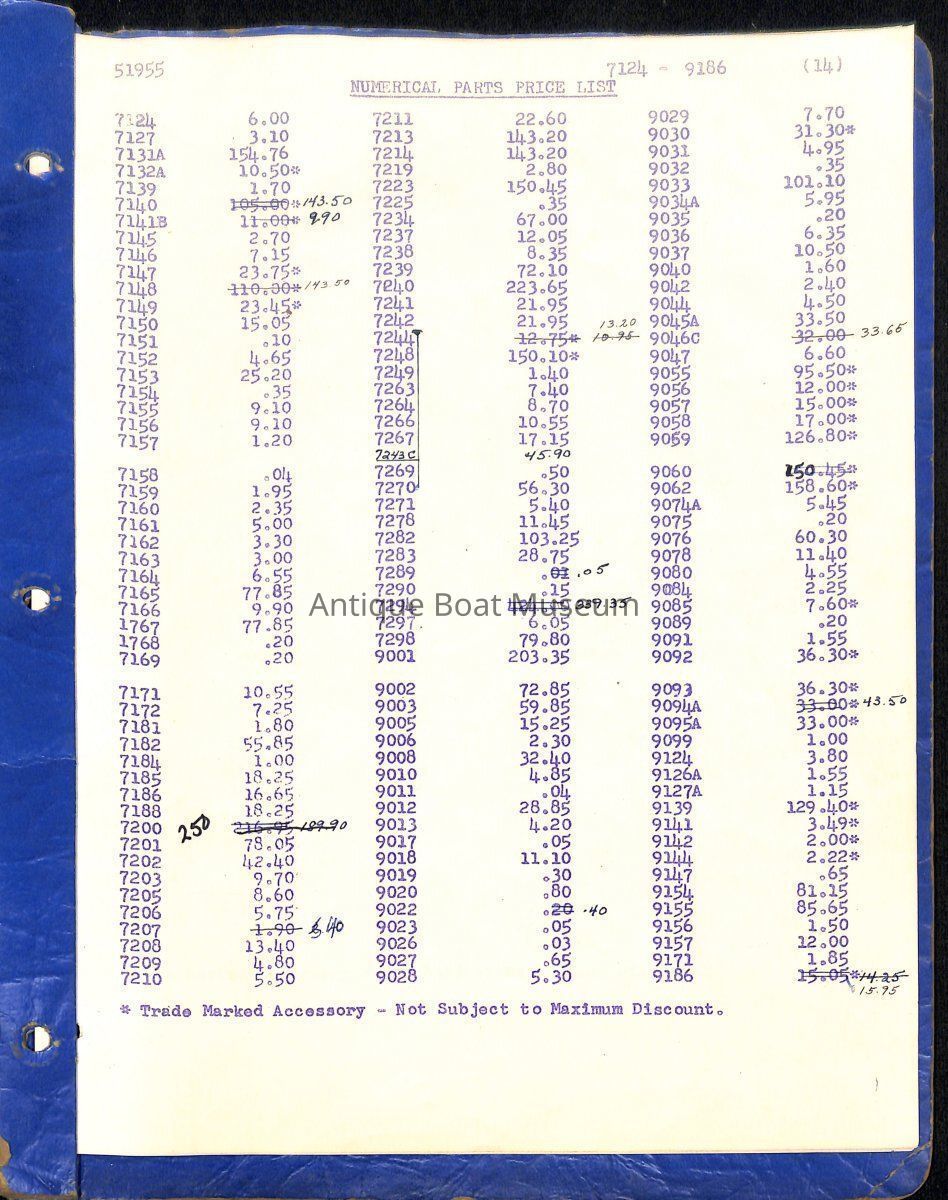 51955 7124 - 9186 (14)
NUMERICAL PARTS PRICE LIST
7124 6.00 7211 22.60 9029 7.70
7127 3.10 7213 143.20 9030 31.30*
7131A 154.76 7214 143.20 9031 4.95
7132A 10.50* 7219 2.80 9032 .35
7139 1.70 7223 150.45 9033 101.10
7140 105.00* 143.50 7225 .35 9034A 5.95
7141B 11.00* 990 7234 67.00 9035 .20
7145 2.70 7237 12.05 9036 6.35
7146 7.15 7238 8.35 9037 10.50
7147 23.75* 7239 72.10 9040 1.60
7148 110.00* 143.50 7240 223.65 9042 2.40
7149 23.45* 7241 21.95 9044 4.50
7150 15.05 7242 21.95 13.20 9045A 33.50
7151 .10 7244 12.75* 10.95 9046C 32.00 33.65
7152 4.65 7248 150.10* 9047 6.60
7153 25.20 7249 1.40 9055 95.50*
7154 .35 7263 7.40 9056 12.00*
7155 9.10 7264 8.70 9057 15.00*
7156 9.10 7266 10.55 9058 17.00*
7157 1.20 7267 17.15 9059 126.80*
7243C 45.90
7158 .04 7269 .50 9060 150.45*
7159 1.95 7270 56.30 9062 158.60*
7160 2.35 7271 5.40 9074A 5.45
7161 5.00 7278 11.45 9075 .20
7162 3.30 7282 103.25 9076 60.30
7163 3.00 7283 28.75 9078 11.40
7164 6.55 7289 .01 .05 9080 4.55
7165 77.85 7290 .15 9084 2.25
7166 9.90 7294 239.35 9085 7.60*
1767 77.85 7297 6.05 9089 .20
1768 .20 7298 79.80 9091 1.55
7169 .20 9001 203.35 9092 36.30*
7171 10.55 9002 72.85 9093 36.30*
7172 7.25 9003 59.85 9094A 33.00* 43.50
7181 1.80 9005 15.25 9095A 33.00*
7182 55.85 9006 2.30 9099 1.00
7184 1.00 9008 32.40 9124 3.80
7185 18.25 9010 4.85 9126A 1.55
7186 16.65 9011 .04 9127A 1.15
7188 18.25 9012 28.85 9139 129.40*
7200 250 216.95 189.90 9013 4.20 9141 3.49*
7201 78.05 9017 .05 9142 2.00*
7202 42.40 9018 11.10 9144 2.22*
7203 9.70 9019 .30 9147 .65
7205 8.60 9020 .80 9154 81.15
7206 5.75 9022 .20 .40 9155 85.65
7207 1.90 9023 .05 9156 1.50
7208 13.40 9026 .03 9157 12.00
7209 4.80 9027 .65 9171 1.85
7210 5.50 9028 5.30 9186 15.05* 14.25
15.95
* Trade Marked Accessory - Not Subject to Maximum Discount.
Antique Boat Museum